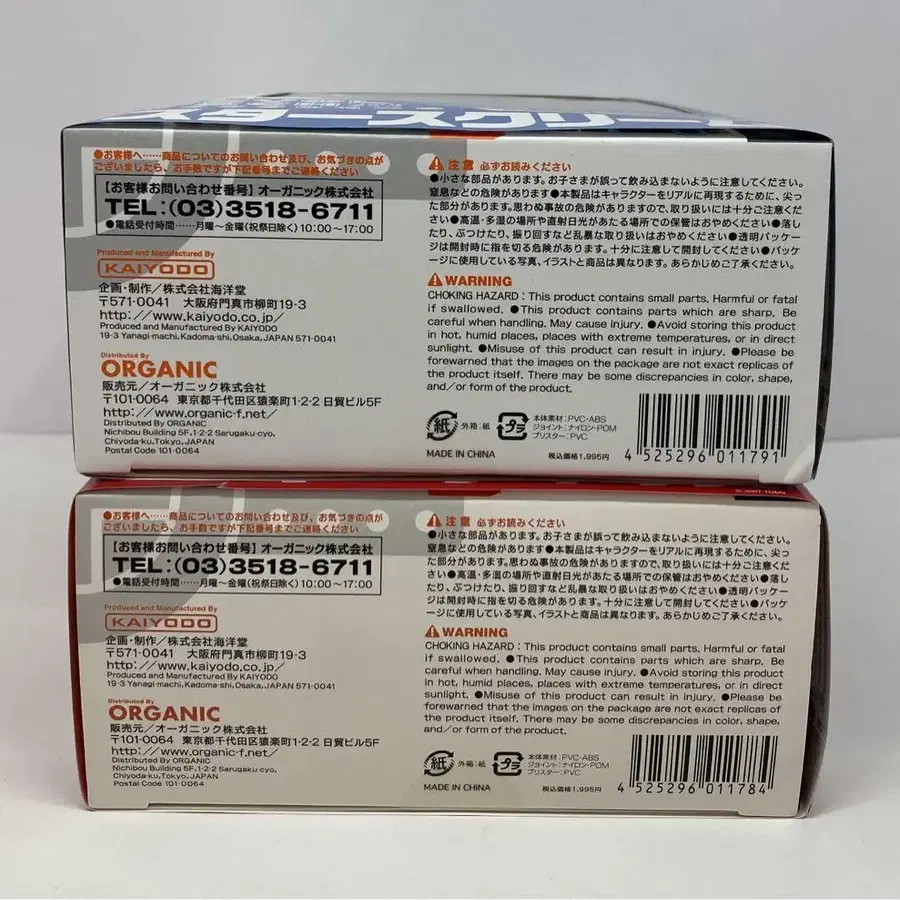 スタースクリー
●お客様へ……商品についてのお問い合わせ及び、お気づきの点が
ございましたら、お手数ですが下記番号までご連絡ください
【お客様お問い合わせ番号】オーガニック株式会社
TEL:(03)3518-6711
●電話受付時間……月曜～金曜(祝祭日除く)10:00～17:00
Produced and Manufactured By
KAIYODO
企画・制作／株式会社海洋堂
〒571-0041 大阪府門真市柳町19-3
http://www.kaiyodo.co.jp/
Produced and Manufactured By KAIYODO
19-3 Yanagi-machi, Kadoma-shi, Osaka, JAPAN 571-0041
Distributed By
ORGANIC
販売元／オーガニック株式会社
〒101-0064 東京都千代田区猿楽町1-2-2 日貿ビル5F
http://www.organic-f.net/
Distributed By ORGANIC
Nichibou Building 5F,1-2-2 Sarugaku-cyo,
Chiyoda-ku,Tokyo,JAPAN
Postal Code 101-0064
注意 必ずお読みください
●小さな部品があります。お子さまが誤って飲み込まないように注意してください。
窒息などの危険があります●本製品はキャラクターをリアルに再現するために、尖っ
た部分があります。思わぬ事故の危険がありますので、取り扱いには十分ご注意くだ
さい●高温・多湿の場所や直射日光があたる場所での保管はおやめください●落し
たり、ぶつけたり、振り回すなど乱暴な取り扱いはおやめください●透明パッケー
ジは開封時に指を切る危険があります。十分に注意して開封してください●パッケー
ジに使用している写真、イラストと商品は異なります。あらかじめご了承ください。
WARNING
CHOKING HAZARD : This product contains small parts. Harmful or fatal
if swallowed. ●This product contains parts which are sharp. Be
careful when handling. May cause injury. ●Avoid storing this product
in hot, humid places, places with extreme temperatures, or in direct
sunlight. ●Misuse of this product can result in injury. ●Please be
forewarned that the images on the package are not exact replicas of
the product itself. There may be some discrepancies in color, shape,
and/or form of the product.
紙 外箱:紙 プラ 本体素材:PVC・ABS
ジョイント:ナイロン・POM
ブリスター:PVC
MADE IN CHINA 税込価格1,995円 4 525296 011791
© 2007 TOMY
●お客様へ……商品についてのお問い合わせ及び、お気づきの点が
ございましたら、お手数ですが下記番号までご連絡ください
【お客様お問い合わせ番号】オーガニック株式会社
TEL:(03)3518-6711
●電話受付時間……月曜～金曜(祝祭日除く)10:00～17:00
Produced and Manufactured By
KAIYODO
企画・制作／株式会社海洋堂
〒571-0041 大阪府門真市柳町19-3
http://www.kaiyodo.co.jp/
Produced and Manufactured By KAIYODO
19-3 Yanagi-machi, Kadoma-shi, Osaka, JAPAN 571-0041
Distributed By
ORGANIC
販売元／オーガニック株式会社
〒101-0064 東京都千代田区猿楽町1-2-2 日貿ビル5F
http://www.organic-f.net/
Distributed By ORGANIC
Nichibou Building 5F,1-2-2 Sarugaku-cyo,
Chiyoda-ku,Tokyo,JAPAN
Postal Code 101-0064
注意 必ずお読みください
●小さな部品があります。お子さまが誤って飲み込まないように注意してください。
窒息などの危険があります●本製品はキャラクターをリアルに再現するために、尖っ
た部分があります。思わぬ事故の危険がありますので、取り扱いには十分ご注意くださ
い●高温・多湿の場所や直射日光があたる場所での保管はおやめください●落し
たり、ぶつけたり、振り回すなど乱暴な取り扱いはおやめください●透明パッケー
ジは開封時に指を切る危険があります。十分に注意して開封してください●パッケー
ジに使用している写真、イラストと商品は異なります。あらかじめご了承ください。
WARNING
CHOKING HAZARD : This product contains small parts. Harmful or fatal
if swallowed. ●This product contains parts which are sharp. Be
careful when handling. May cause injury. ●Avoid storing this product
in hot, humid places, places with extreme temperatures, or in direct
sunlight. ●Misuse of this product can result in injury. ●Please be
forewarned that the images on the package are not exact replicas of
the product itself. There may be some discrepancies in color, shape,
and/or form of the product.
紙 外箱:紙 プラ 本体素材:PVC・ABS
ジョイント:ナイロン・POM
ブリスター:PVC
MADE IN CHINA 税込価格1,995円 4 525296 011784